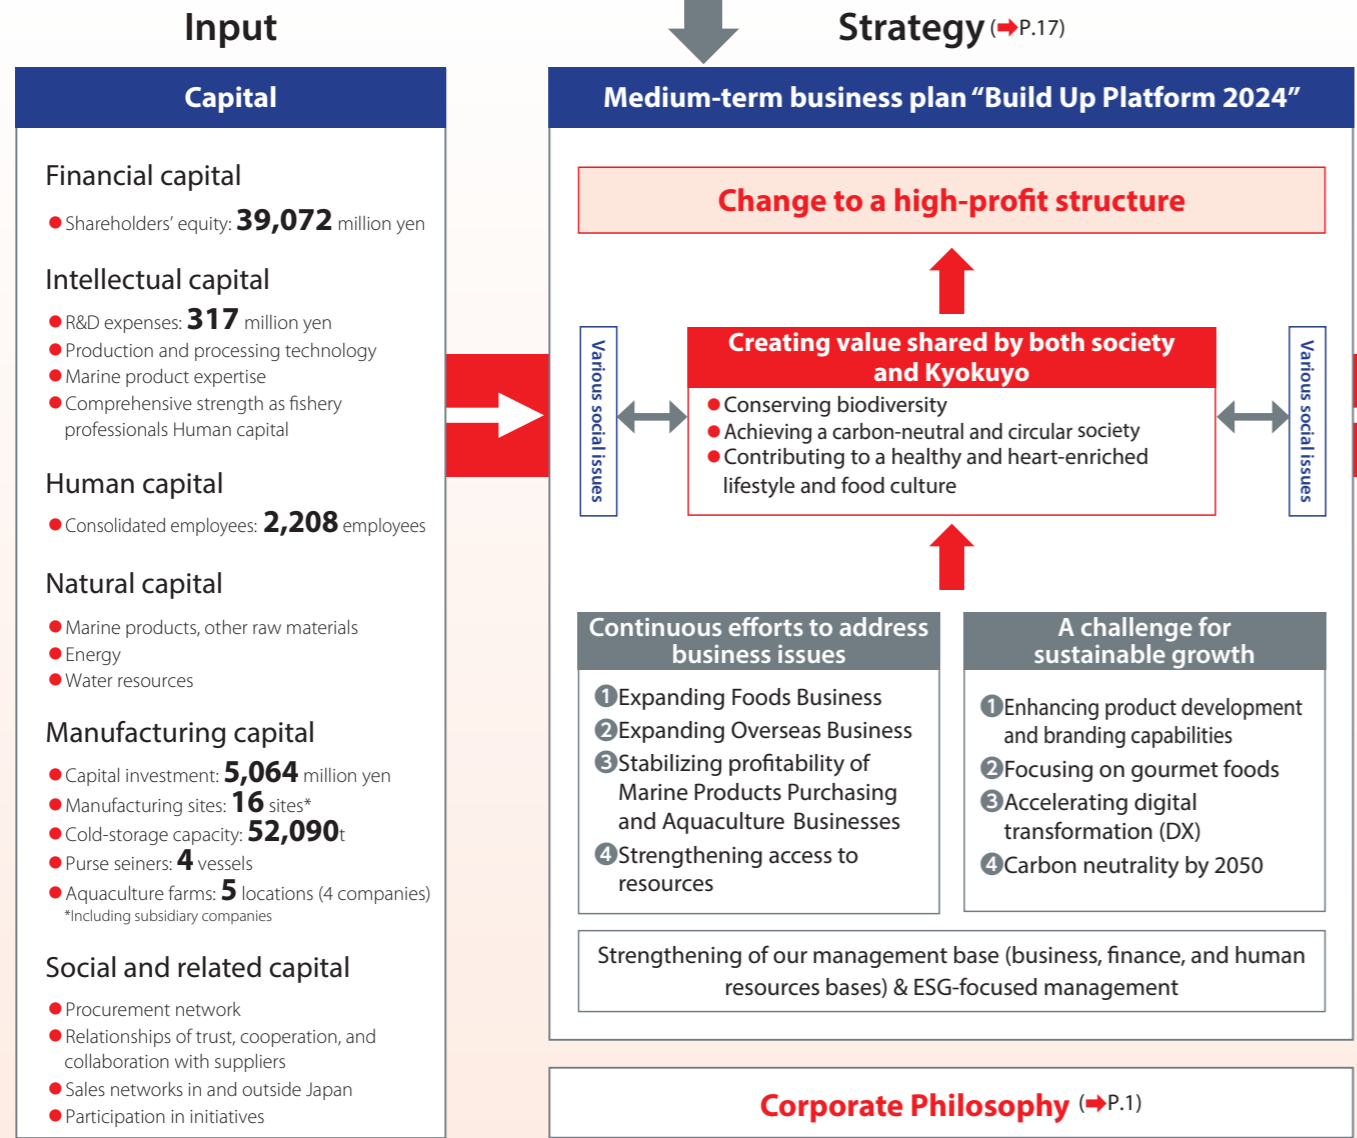 Input
Capital
Financial capital
● Shareholders' equity: 39,072 million yen
Intellectual capital
● R&D expenses: 317 million yen
● Production and processing technology
● Marine product expertise
● Comprehensive strength as fishery
professionals Human capital
Human capital
● Consolidated employees: 2,208 employees
Natural capital
● Marine products, other raw materials
● Energy
● Water resources
Manufacturing capital
● Capital investment: 5,064 million yen
● Manufacturing sites: 16 sites*
● Cold-storage capacity: 52,090t
● Purse seiners: 4 vessels
● Aquaculture farms: 5 locations (4 companies)
*Including subsidiary companies
Social and related capital
● Procurement network
● Relationships of trust, cooperation, and
collaboration with suppliers
● Sales networks in and outside Japan
● Participation in initiatives
Strategy (➡P.17)
Medium-term business plan “Build Up Platform 2024”
Change to a high-profit structure
Various social issues
Creating value shared by both society
and Kyokuyo
● Conserving biodiversity
● Achieving a carbon-neutral and circular society
● Contributing to a healthy and heart-enriched
lifestyle and food culture
Various social issues
Continuous efforts to address
business issues
❶Expanding Foods Business
❷Expanding Overseas Business
❸Stabilizing profitability of
Marine Products Purchasing
and Aquaculture Businesses
❹Strengthening access to
resources
A challenge for
sustainable growth
❶Enhancing product development
and branding capabilities
❷Focusing on gourmet foods
❸Accelerating digital
transformation (DX)
❹Carbon neutrality by 2050
Strengthening of our management base (business, finance, and human
resources bases) & ESG-focused management
Corporate Philosophy (➡P.1)